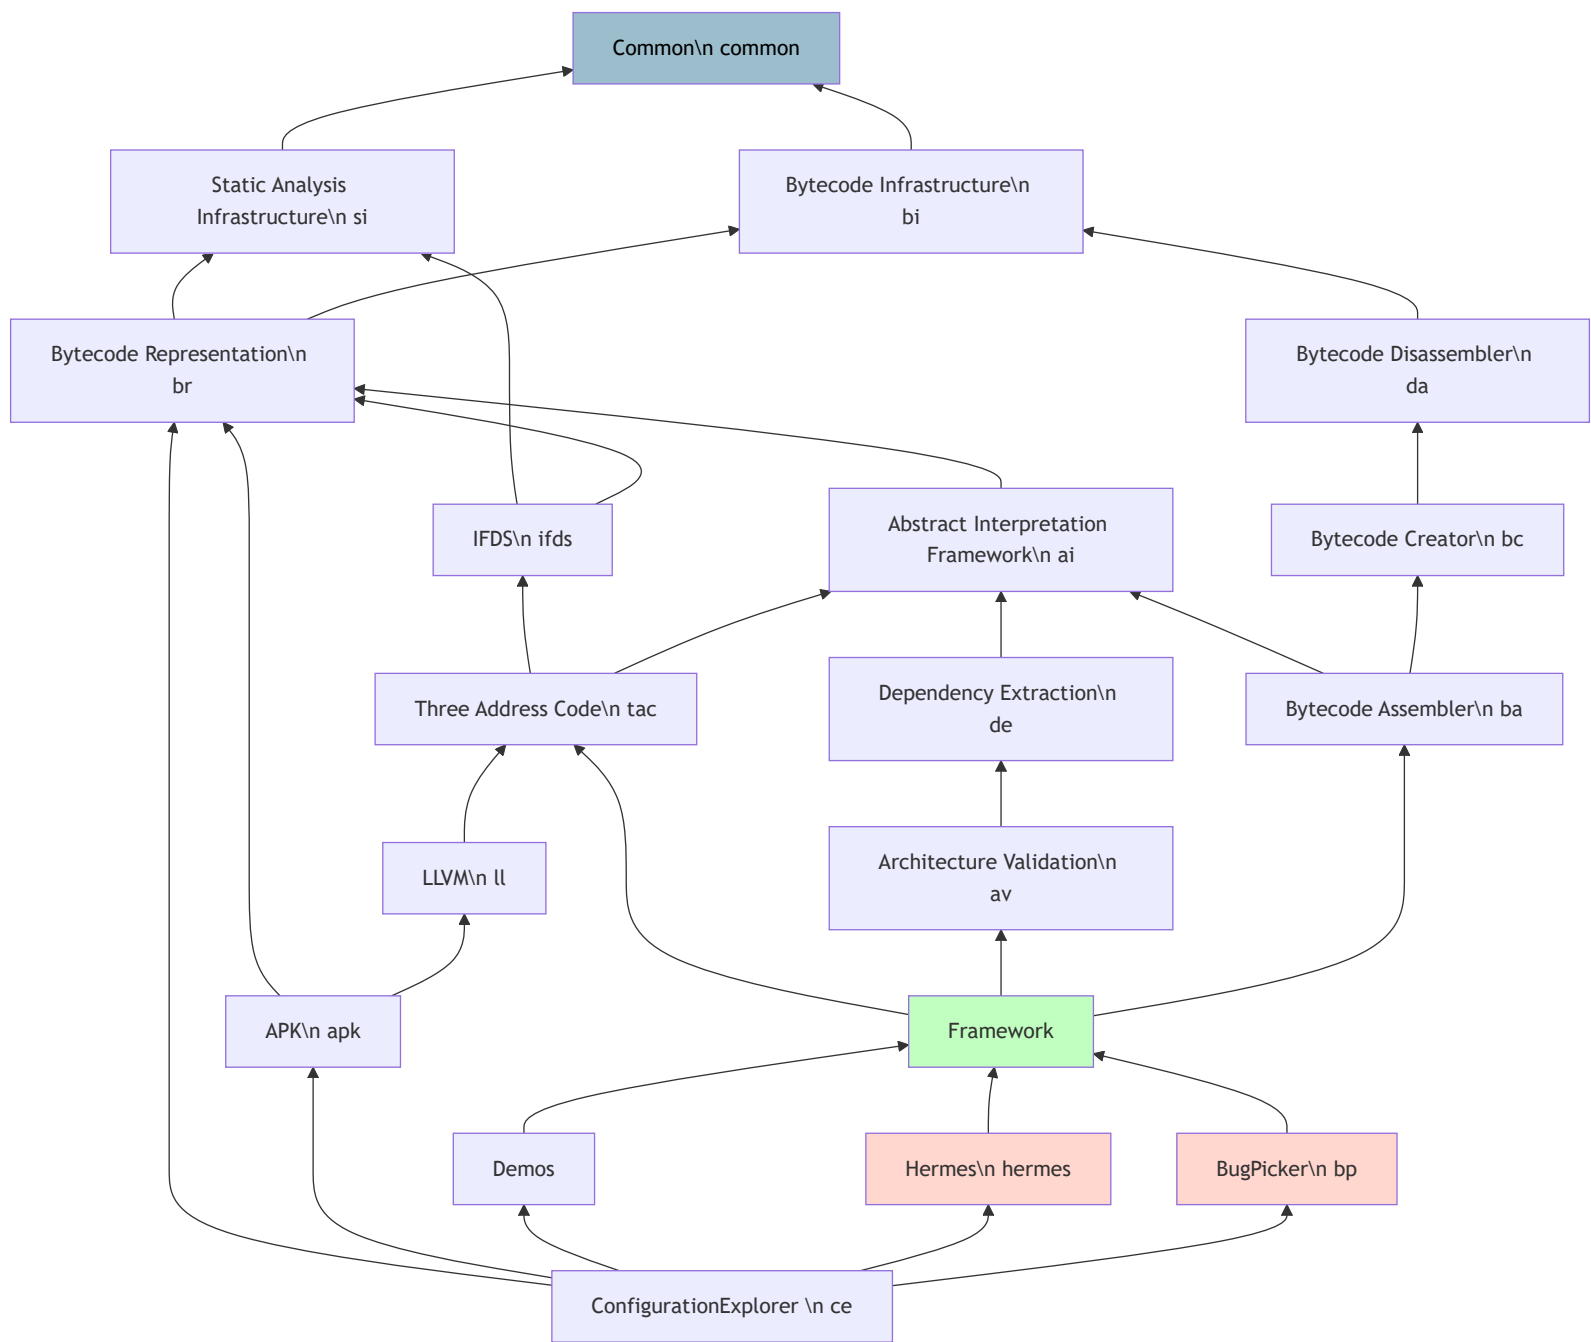 Common\n common
Static Analysis
Infrastructure\n si
Bytecode Infrastructure\n
bi
Bytecode Representation\n
br
Bytecode Disassembler\n
da
IFDS\n ifds
Abstract Interpretation
Framework\n ai
Bytecode Creator\n bc
Three Address Code\n tac
Dependency Extraction\n
de
Bytecode Assembler\n ba
LLVM\n ll
Architecture Validation\n
av
APK\n apk
Framework
Demos
Hermes\n hermes
BugPicker\n bp
ConfigurationExplorer \n ce